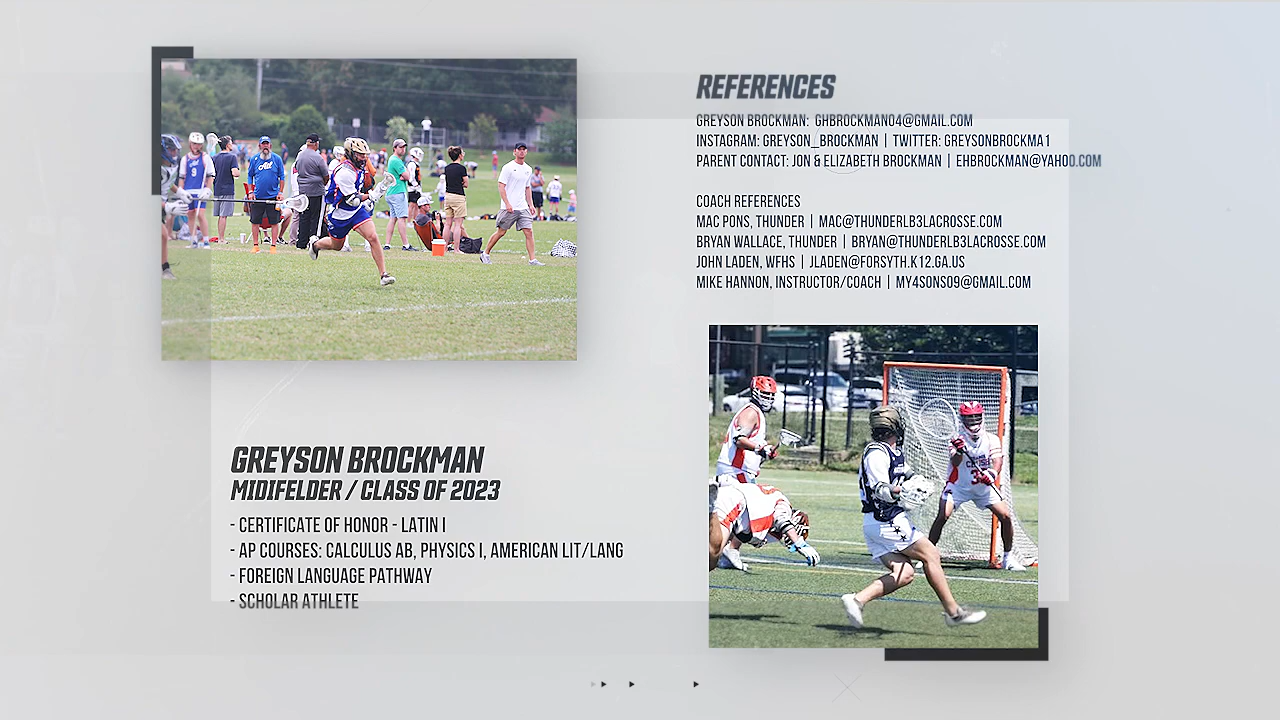 REFERENCES
GREYSON BROCKMAN: GHBROCKMAN04@GMAIL.COM
INSTAGRAM: GREYSON_BROCKMAN | TWITTER: GREYSONBROCKMA1
PARENT CONTACT: JON & ELIZABETH BROCKMAN | EHBROCKMAN@YAHOO.COM
COACH REFERENCES
MAC PONS, THUNDER | MAC@THUNDERLB3LACROSSE.COM
BRYAN WALLACE, THUNDER | BRYAN@THUNDERLB3LACROSSE.COM
JOHN LADEN, WFHS | JLADEN@FORSYTH.K12.GA.US
MIKE HANNON, INSTRUCTOR/COACH | MY4SONS09@GMAIL.COM
GREYSON BROCKMAN
MIDIFELDER / CLASS OF 2023
- CERTIFICATE OF HONOR - LATIN I
- AP COURSES: CALCULUS AB, PHYSICS I, AMERICAN LIT/LANG
- FOREIGN LANGUAGE PATHWAY
- SCHOLAR ATHLETE